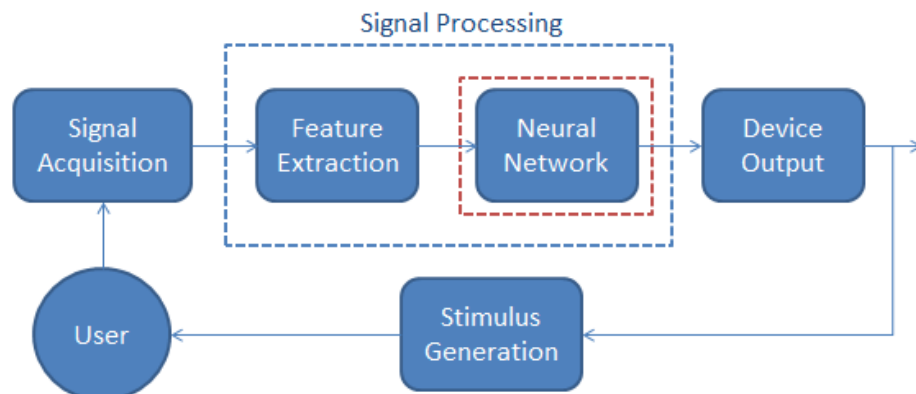 Signal Processing
Signal
Acquisition
Feature
Extraction
Neural
Network
Device
Output
User
Stimulus
Generation